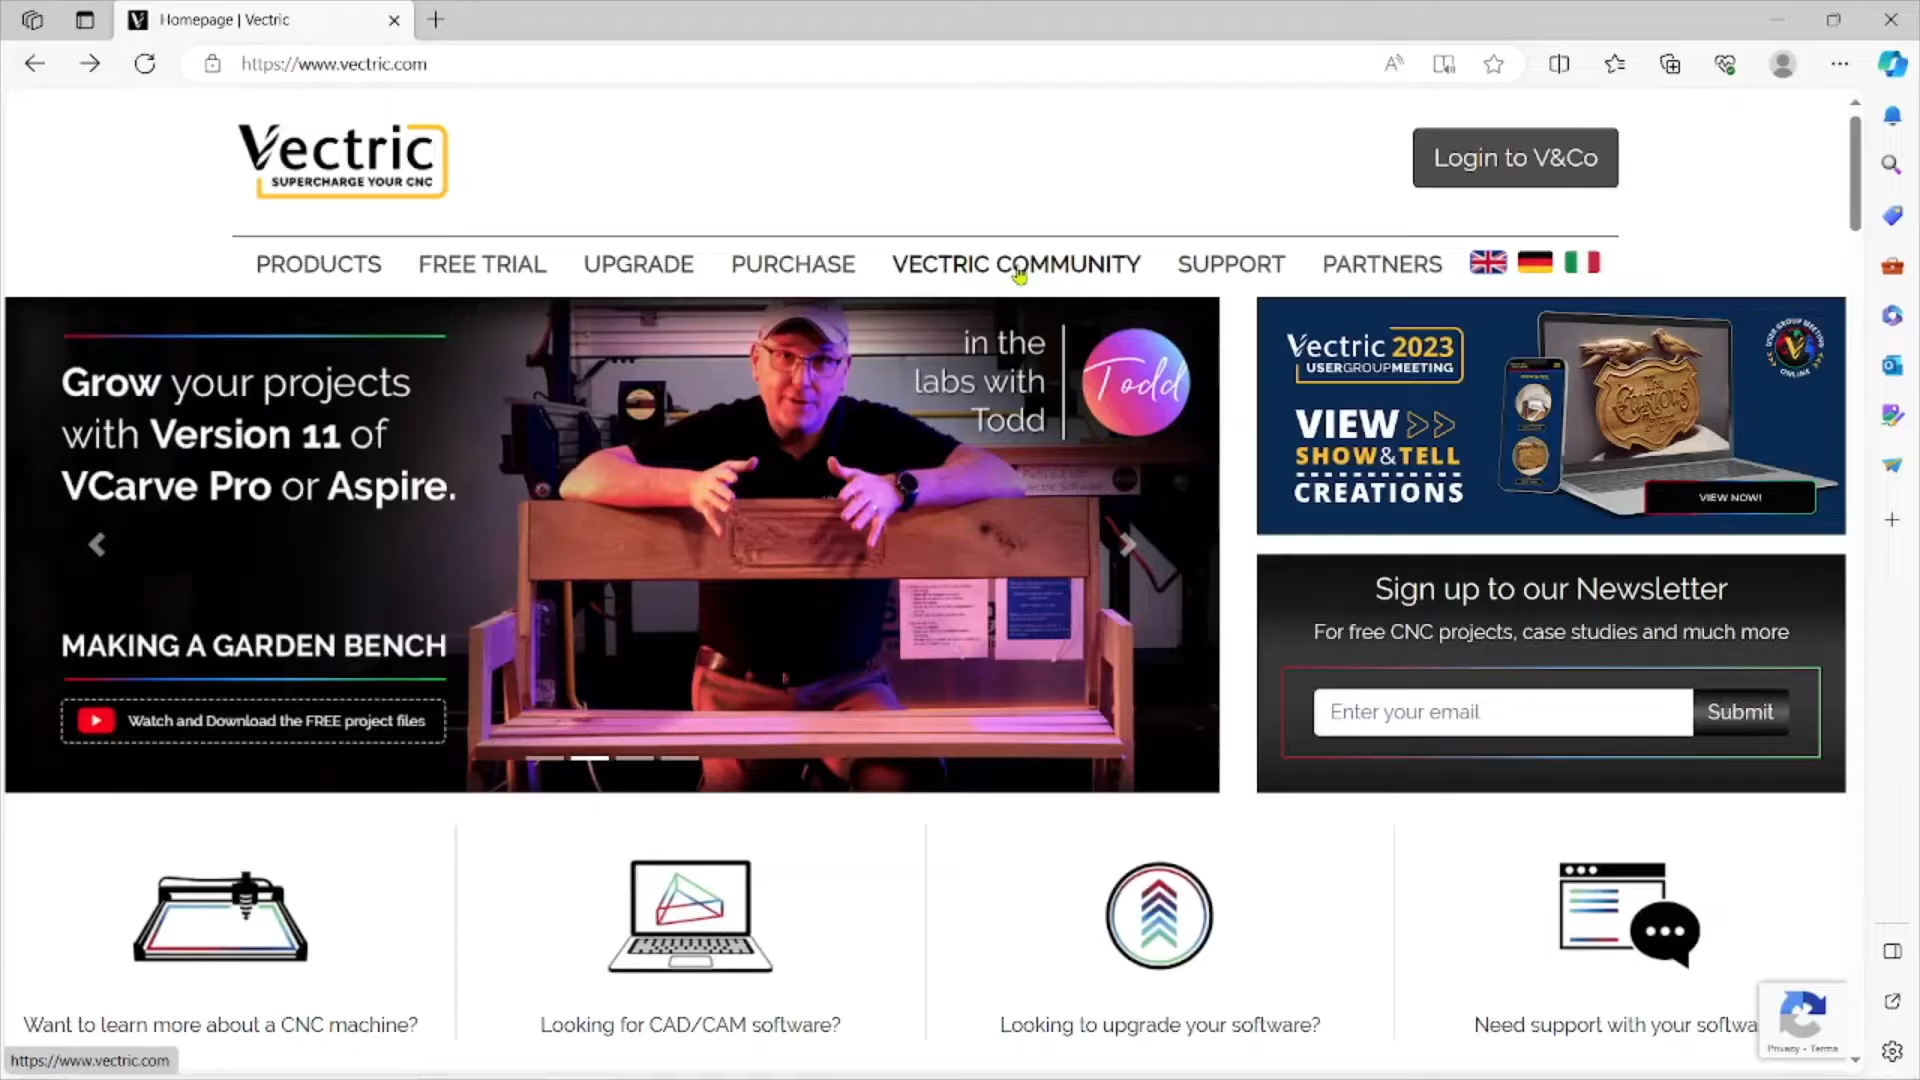 Homepage | Vectric
https://www.vectric.com
Vectric
SUPERCHARGE YOUR CNC
Login to V&Co
PRODUCTS FREE TRIAL UPGRADE PURCHASE VECTRIC COMMUNITY SUPPORT PARTNERS
Grow your projects
with Version 11 of
VCarve Pro or Aspire.
MAKING A GARDEN BENCH
Watch and Download the FREE project files
in the
labs with
Todd
Todd
Vectric 2023
USERGROUPMEETING
VIEW >>
SHOW&TELL
CREATIONS
VIEW NOW!
Sign up to our Newsletter
For free CNC projects, case studies and much more
Enter your email
Submit
Want to learn more about a CNC machine?
Looking for CAD/CAM software?
Looking to upgrade your software?
Need support with your softwa
Privacy - Terms
https://www.vectric.com